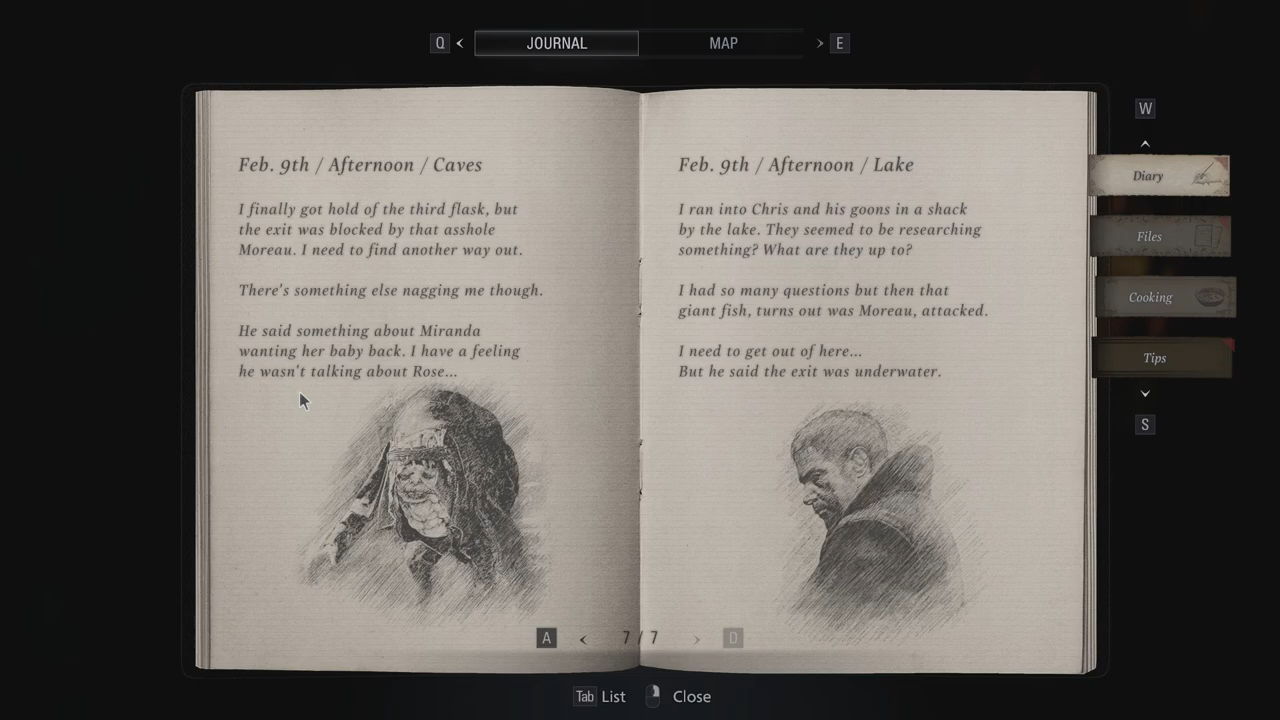 Q JOURNAL MAP E
Feb. 9th / Afternoon / Caves
I finally got hold of the third flask, but
the exit was blocked by that asshole
Moreau. I need to find another way out.
There's something else nagging me though.
He said something about Miranda
wanting her baby back. I have a feeling
he wasn't talking about Rose...
Feb. 9th / Afternoon / Lake
I ran into Chris and his goons in a shack
by the lake. They seemed to be researching
something? What are they up to?
I had so many questions but then that
giant fish, turns out was Moreau, attacked.
I need to get out of here...
But he said the exit was underwater.
W
Diary
Files
Cooking
Tips
S
A 7 / 7 D
Tab List Close